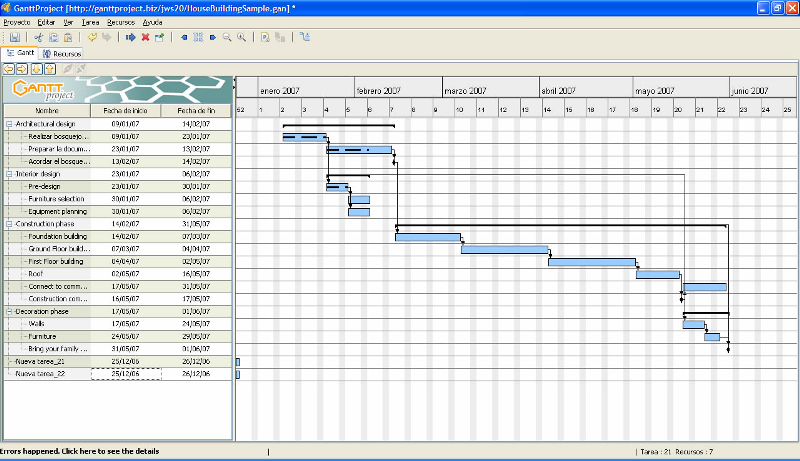 GanttProject [http://ganttproject.biz/jws20/HouseBuildingSample.gan] *
Proyecto Editar Ver Tarea Recursos Ayuda
Gantt Recursos
GANTT project
enero 2007 febrero 2007 marzo 2007 abril 2007 mayo 2007 junio 2007
Nombre Fecha de inicio Fecha de fin
52 1 2 3 4 5 6 7 8 9 10 11 12 13 14 15 16 17 18 19 20 21 22 23 24 25
Architectural design 09/01/07 14/02/07
Realizar bosquejo... 09/01/07 23/01/07
Preparar la docum... 23/01/07 13/02/07
Acordar el bosque... 13/02/07 14/02/07
Interior design 23/01/07 06/02/07
Pre-design 23/01/07 30/01/07
Furniture selection 30/01/07 06/02/07
Equipment planning 30/01/07 06/02/07
Construction phase 14/02/07 31/05/07
Foundation building 14/02/07 07/03/07
Ground Floor build... 07/03/07 04/04/07
First Floor building 04/04/07 02/05/07
Roof 02/05/07 16/05/07
Connect to comm... 17/05/07 31/05/07
Construction com... 16/05/07 17/05/07
Decoration phase 17/05/07 01/06/07
Walls 17/05/07 24/05/07
Furniture 24/05/07 29/05/07
Bring your family ... 31/05/07 01/06/07
Nueva tarea_21 25/12/06 26/12/06
Nueva tarea_22 25/12/06 26/12/06
Errors happened. Click here to see the details
Tarea : 21 Recursos : 7